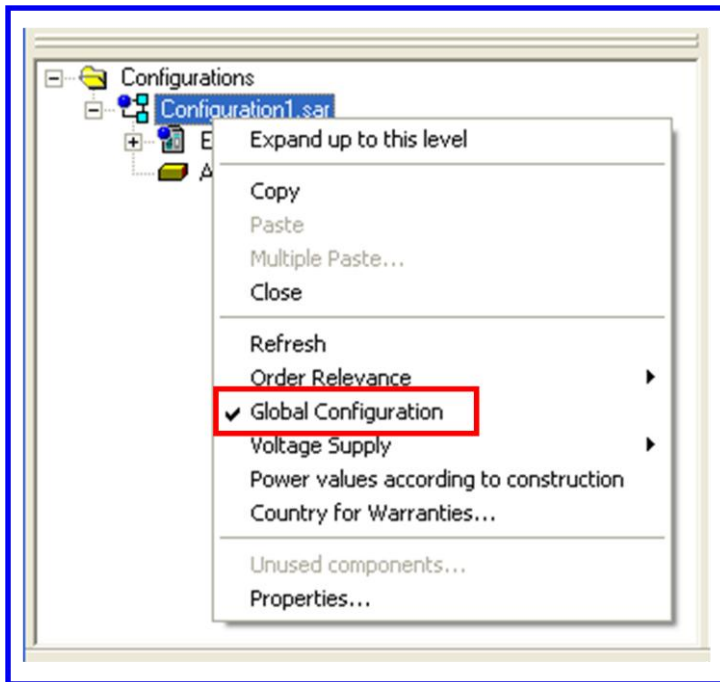 Configurations
Configuration1.sar
E
A
Expand up to this level
Copy
Paste
Multiple Paste...
Close
Refresh
Order Relevance
Global Configuration
Voltage Supply
Power values according to construction
Country for Warranties...
Unused components...
Properties...